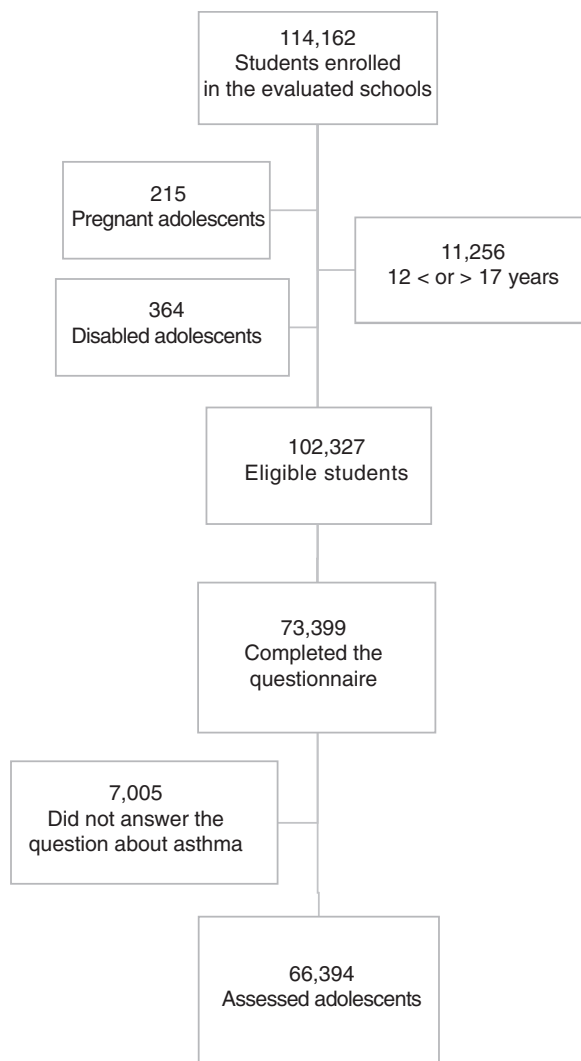 114,162
Students enrolled
in the evaluated schools
215
Pregnant adolescents
11,256
12 < or > 17 years
364
Disabled adolescents
102,327
Eligible students
73,399
Completed the
questionnaire
7,005
Did not answer the
question about asthma
66,394
Assessed adolescents